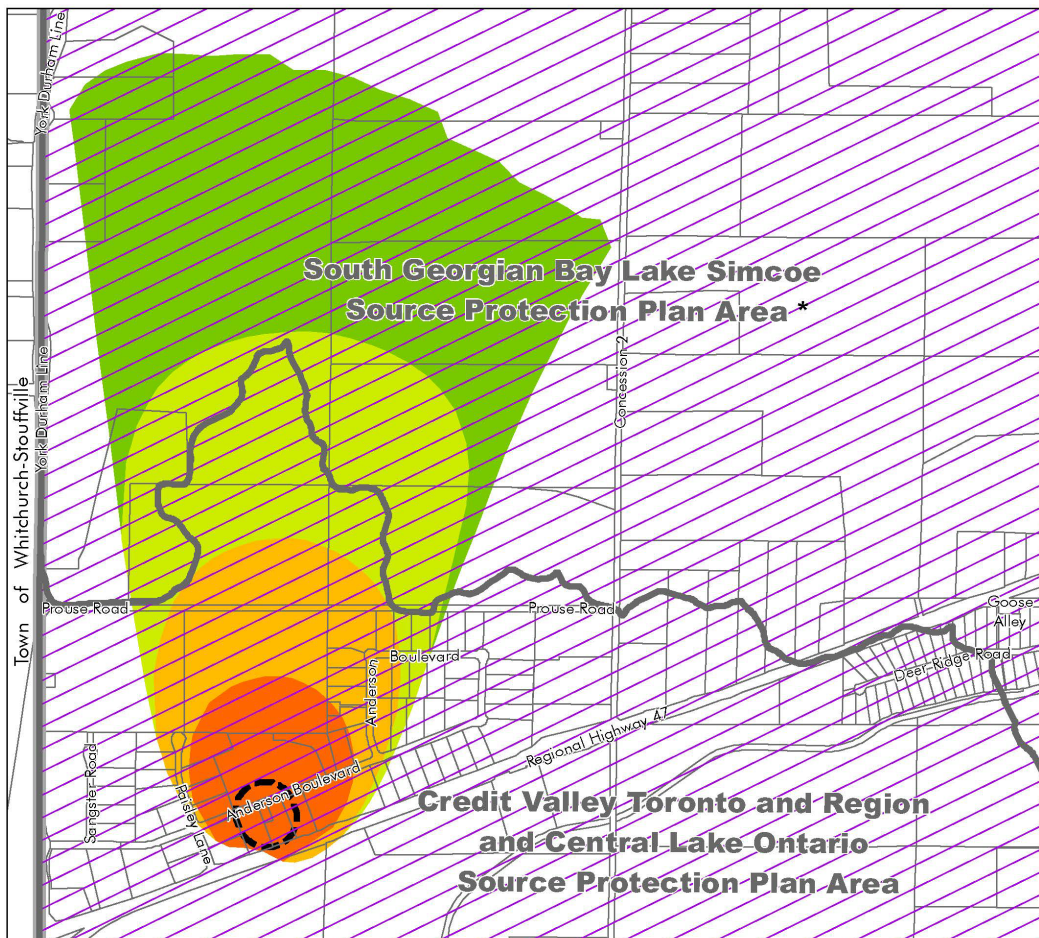 York Durham Line
South Georgian Bay Lake Simcoe
Source Protection Plan Area *
Concession 2
York Durham Line
Town of Whitchurch-Stouffville
Prouse Road
Prouse Road
Goose
Alley
Boulevard
Anderson
Deer Ridge Road
Regional Highway 47
Sangster Road
Paisley Lane
Anderson Boulevard
Credit Valley Toronto and Region
and Central Lake Ontario
Source Protection Plan Area